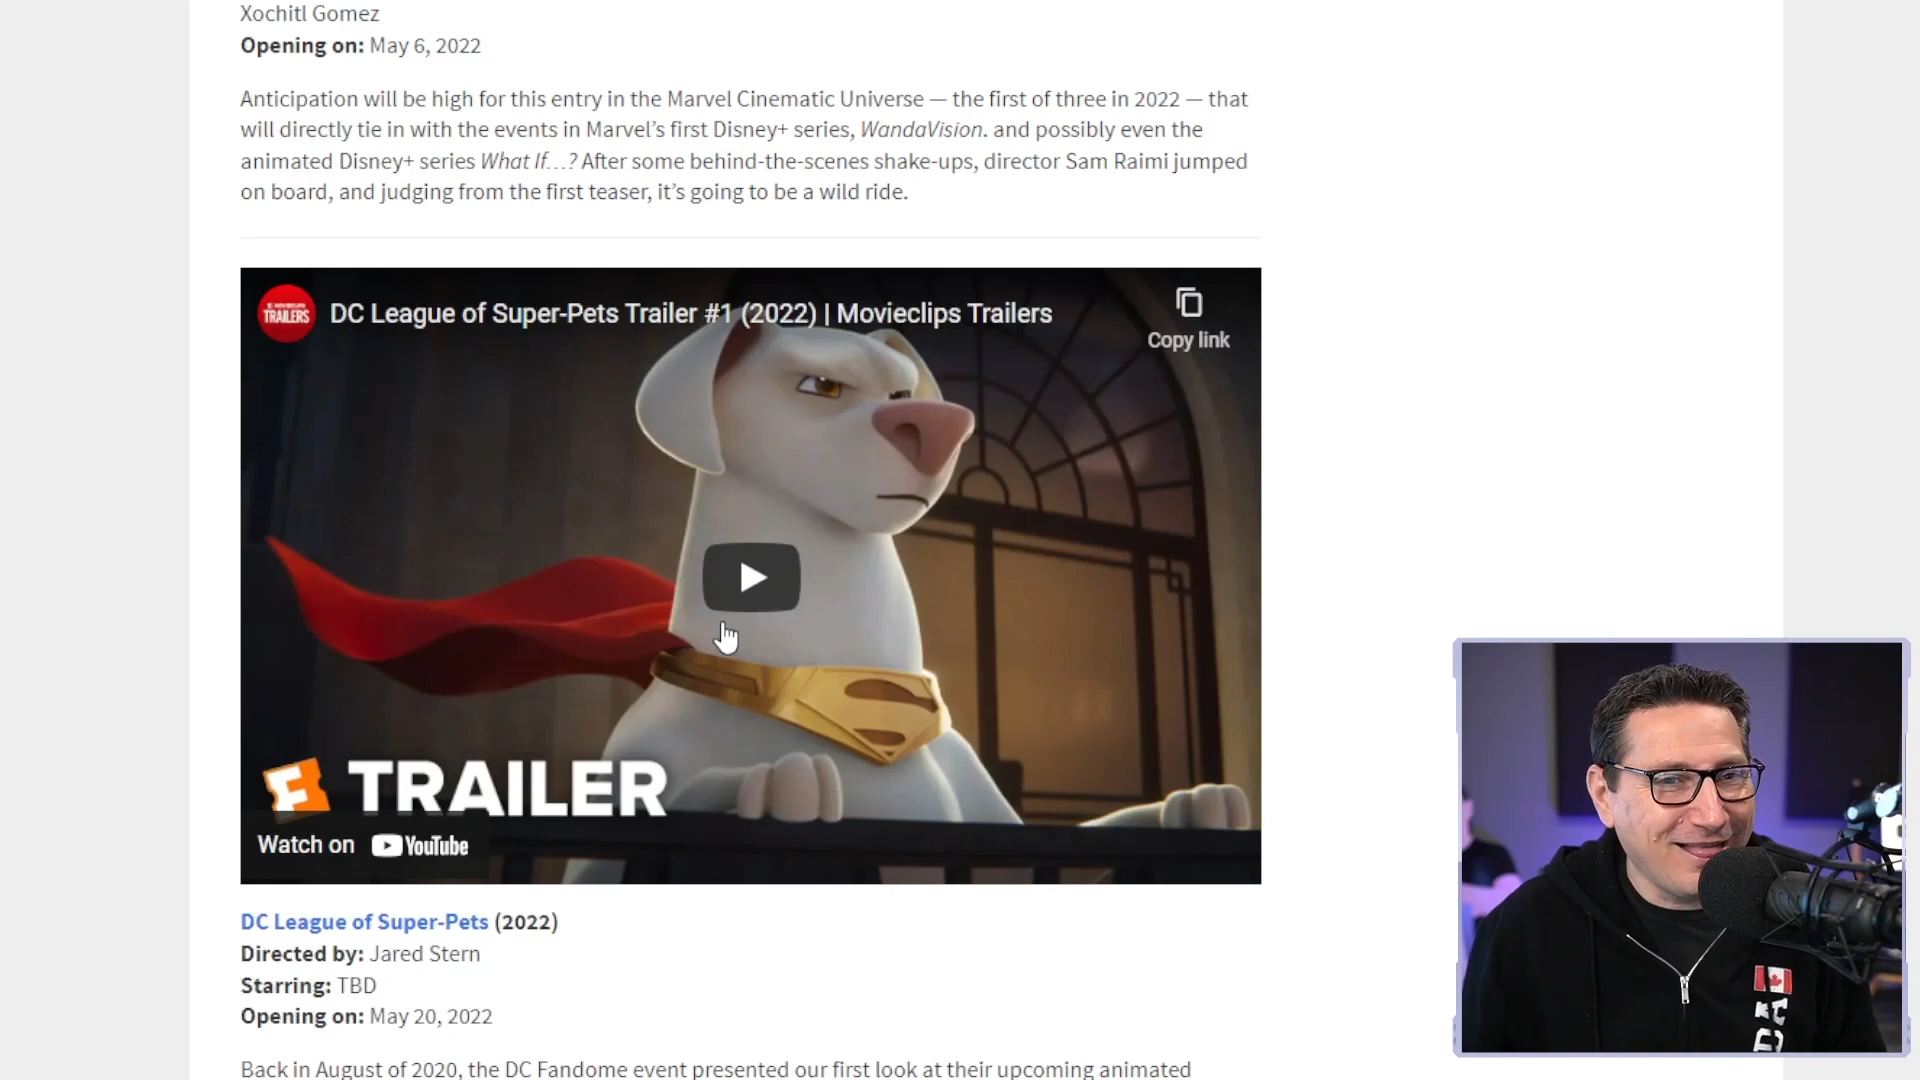 Xochitl Gomez
Opening on: May 6, 2022
Anticipation will be high for this entry in the Marvel Cinematic Universe — the first of three in 2022 — that
will directly tie in with the events in Marvel’s first Disney+ series, WandaVision. and possibly even the
animated Disney+ series What If…? After some behind-the-scenes shake-ups, director Sam Raimi jumped
on board, and judging from the first teaser, it’s going to be a wild ride.
TRAILERS
DC League of Super-Pets Trailer #1 (2022) | Movieclips Trailers
Copy link
TRAILER
Watch on YouTube
DC League of Super-Pets (2022)
Directed by: Jared Stern
Starring: TBD
Opening on: May 20, 2022
Back in August of 2020, the DC Fandome event presented our first look at their upcoming animated
DA